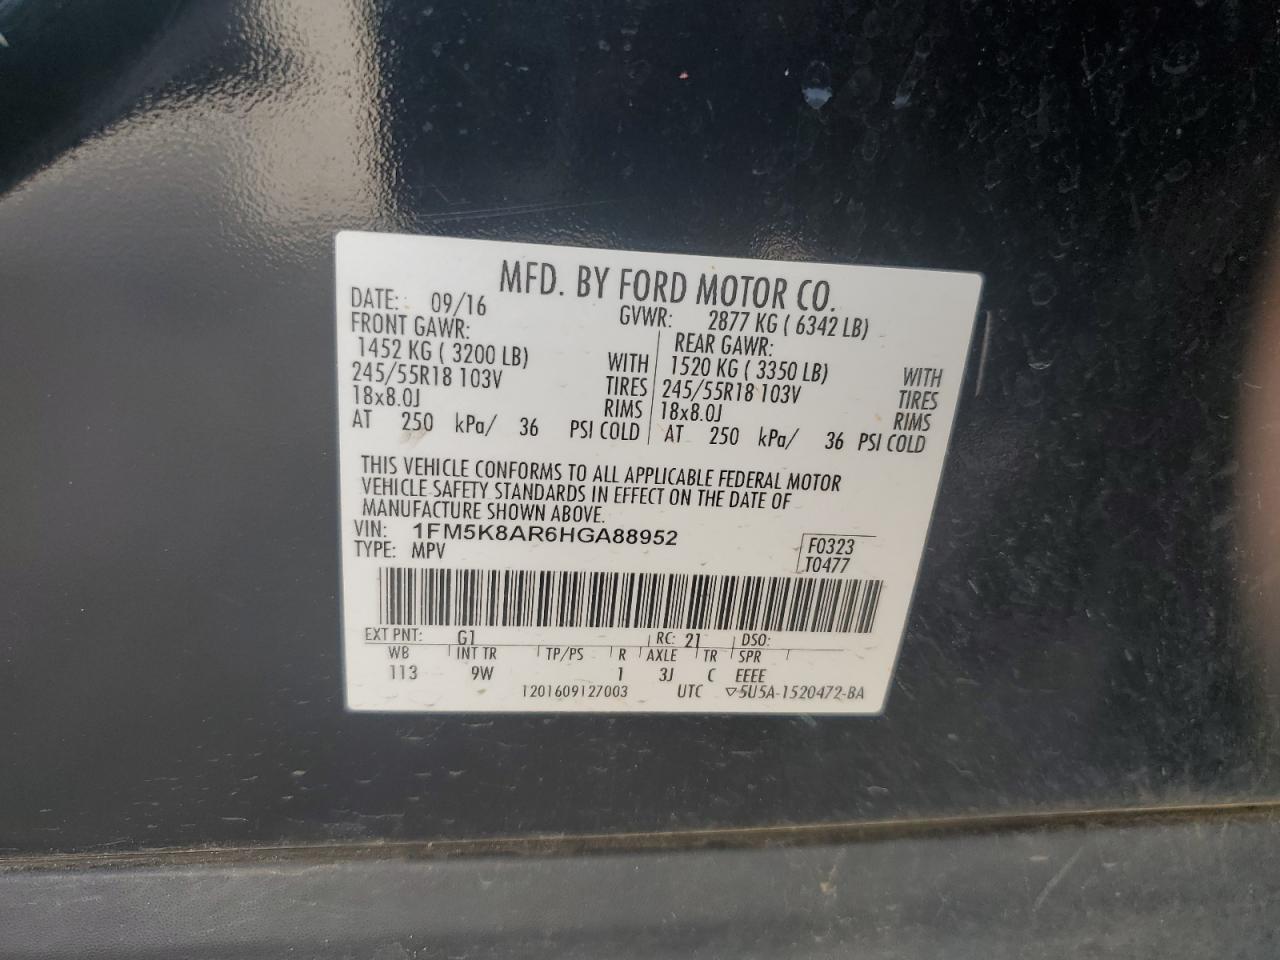 MFD. BY FORD MOTOR CO.
DATE: 09/16 GVWR: 2877 KG ( 6342 LB)
FRONT GAWR: REAR GAWR:
1452 KG ( 3200 LB) WITH 1520 KG ( 3350 LB) WITH
245/55R18 103V TIRES 245/55R18 103V TIRES
18x8.0J RIMS 18x8.0J RIMS
AT 250 kPa/ 36 PSI COLD AT 250 kPa/ 36 PSI COLD
THIS VEHICLE CONFORMS TO ALL APPLICABLE FEDERAL MOTOR
VEHICLE SAFETY STANDARDS IN EFFECT ON THE DATE OF
MANUFACTURE SHOWN ABOVE.
VIN: 1FM5K8AR6HGA88952 F0323
TYPE: MPV T0477
EXT PNT: G1 RC: 21 DSO:
WB INT TR TP/PS R AXLE TR SPR
113 9W 1 3J C EEEE
1201609127003 UTC ▽5U5A-1520472-BA